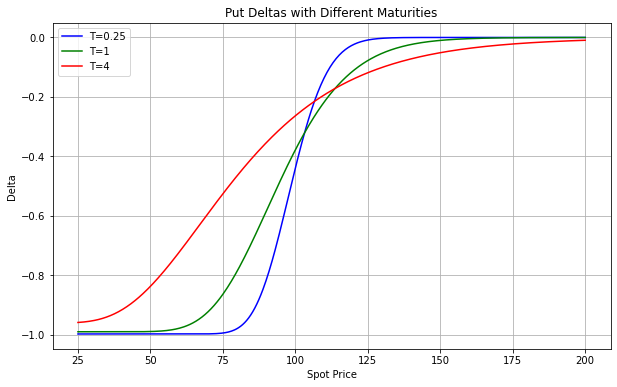 Put Deltas with Different Maturities
T=0.25
T=1
T=4
0.0
−0.2
−0.4
−0.6
−0.8
−1.0
Delta
25
50
75
100
125
150
175
200
Spot Price